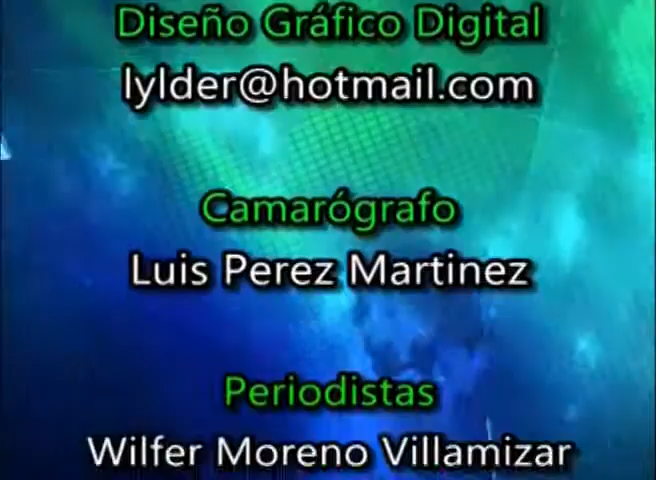 Diseño Gráfico Digital
lylder@hotmail.com
Camarógrafo
Luis Perez Martinez
Periodistas
Wilfer Moreno Villamizar